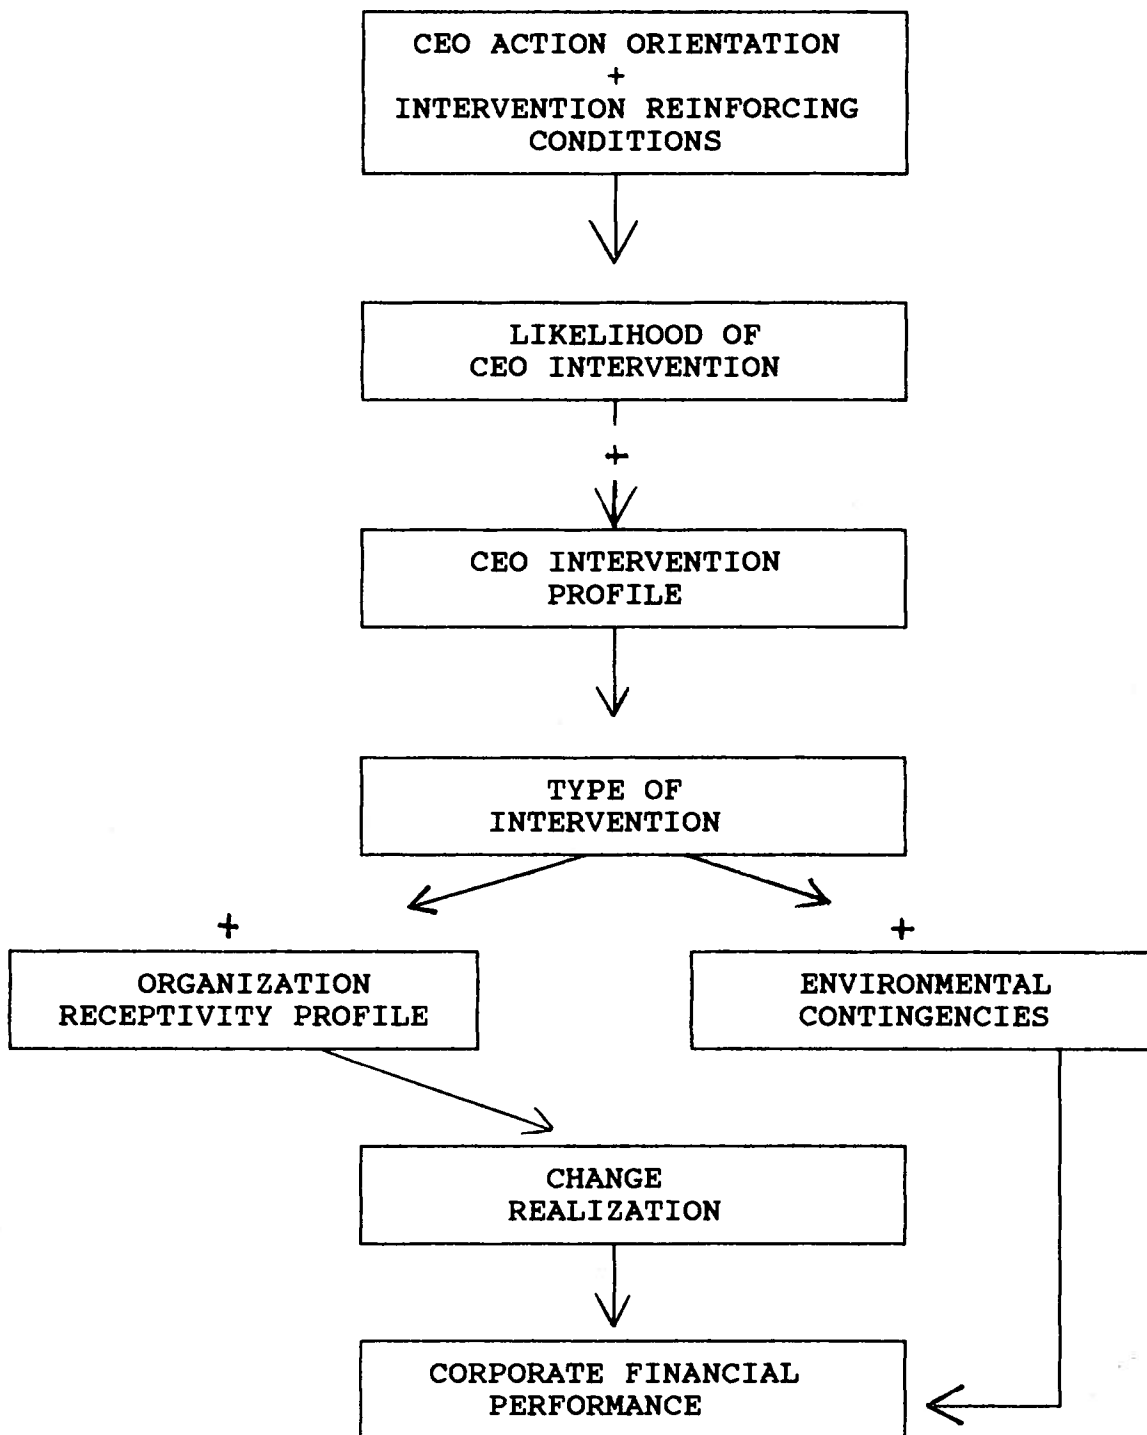 CEO ACTION ORIENTATION
+
INTERVENTION REINFORCING
CONDITIONS
LIKELIHOOD OF
CEO INTERVENTION
+
CEO INTERVENTION
PROFILE
TYPE OF
INTERVENTION
+
ORGANIZATION
RECEPTIVITY PROFILE
+
ENVIRONMENTAL
CONTINGENCIES
CHANGE
REALIZATION
CORPORATE FINANCIAL
PERFORMANCE